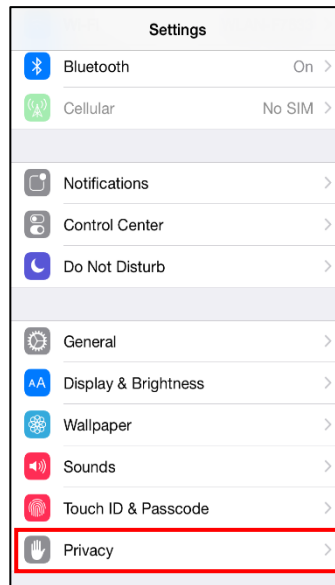 Settings
Bluetooth On
Cellular No SIM
Notifications
Control Center
Do Not Disturb
General
AA Display & Brightness
Wallpaper
Sounds
Touch ID & Passcode
Privacy